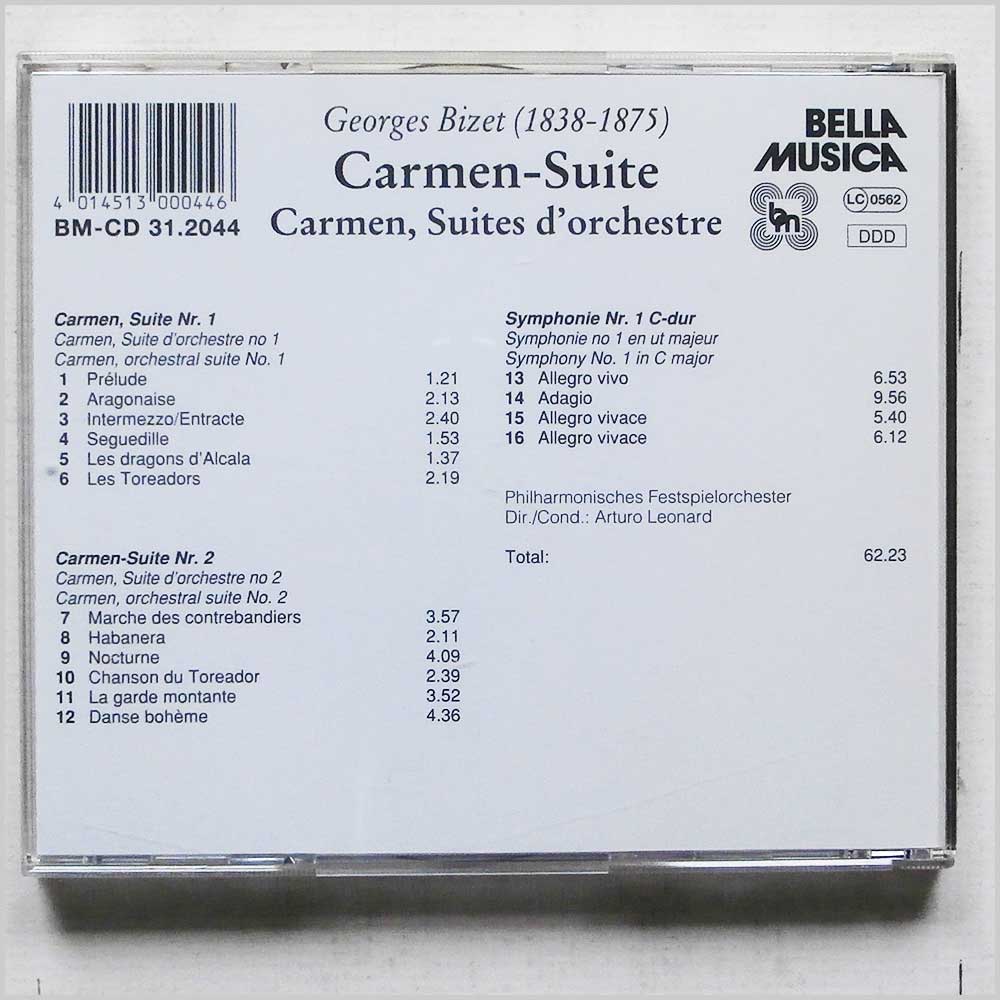 Georges Bizet (1838-1875)
Carmen-Suite
Carmen, Suites d'orchestre
4 014513 000446
BM-CD 31.2044
BELLA
MUSICA
bm
LC 0562
DDD
Carmen, Suite Nr. 1
Carmen, Suite d'orchestre no 1
Carmen, orchestral suite No. 1
1 Prélude 1.21
2 Aragonaise 2.13
3 Intermezzo/Entracte 2.40
4 Seguedille 1.53
5 Les dragons d'Alcala 1.37
6 Les Toreadors 2.19
Carmen-Suite Nr. 2
Carmen, Suite d'orchestre no 2
Carmen, orchestral suite No. 2
7 Marche des contrebandiers 3.57
8 Habanera 2.11
9 Nocturne 4.09
10 Chanson du Toreador 2.39
11 La garde montante 3.52
12 Danse bohème 4.36
Symphonie Nr. 1 C-dur
Symphonie no 1 en ut majeur
Symphony No. 1 in C major
13 Allegro vivo 6.53
14 Adagio 9.56
15 Allegro vivace 5.40
16 Allegro vivace 6.12
Philharmonisches Festspielorchester
Dir./Cond.: Arturo Leonard
Total: 62.23